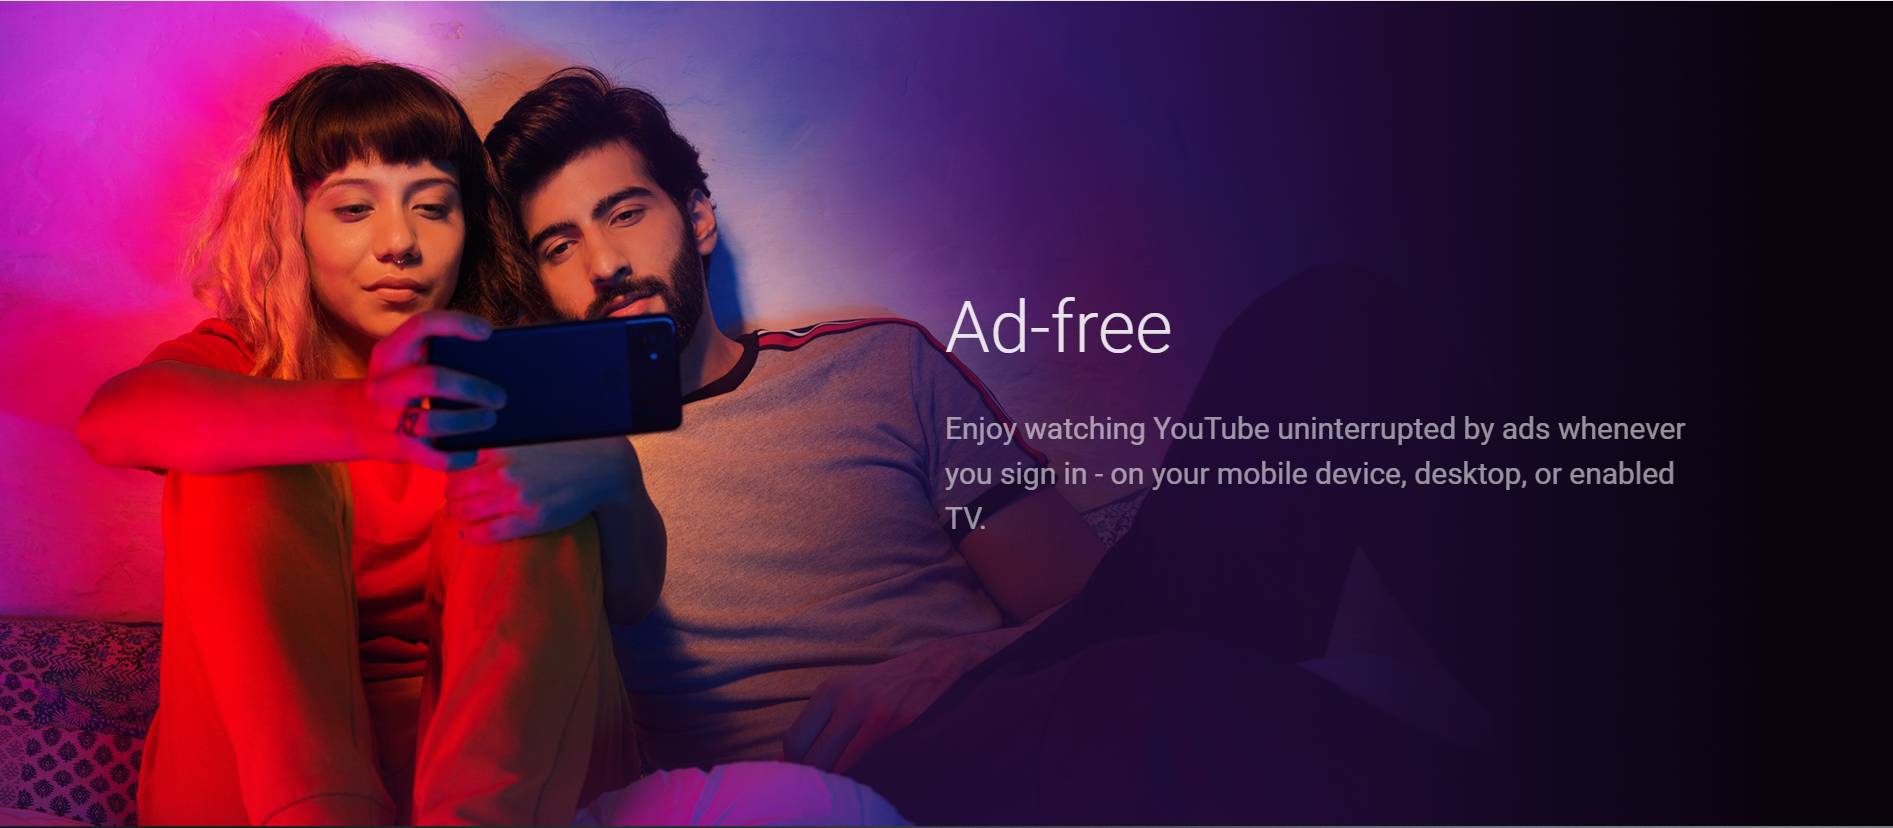 Ad-free
Enjoy watching YouTube uninterrupted by ads whenever
you sign in - on your mobile device, desktop, or enabled
TV.